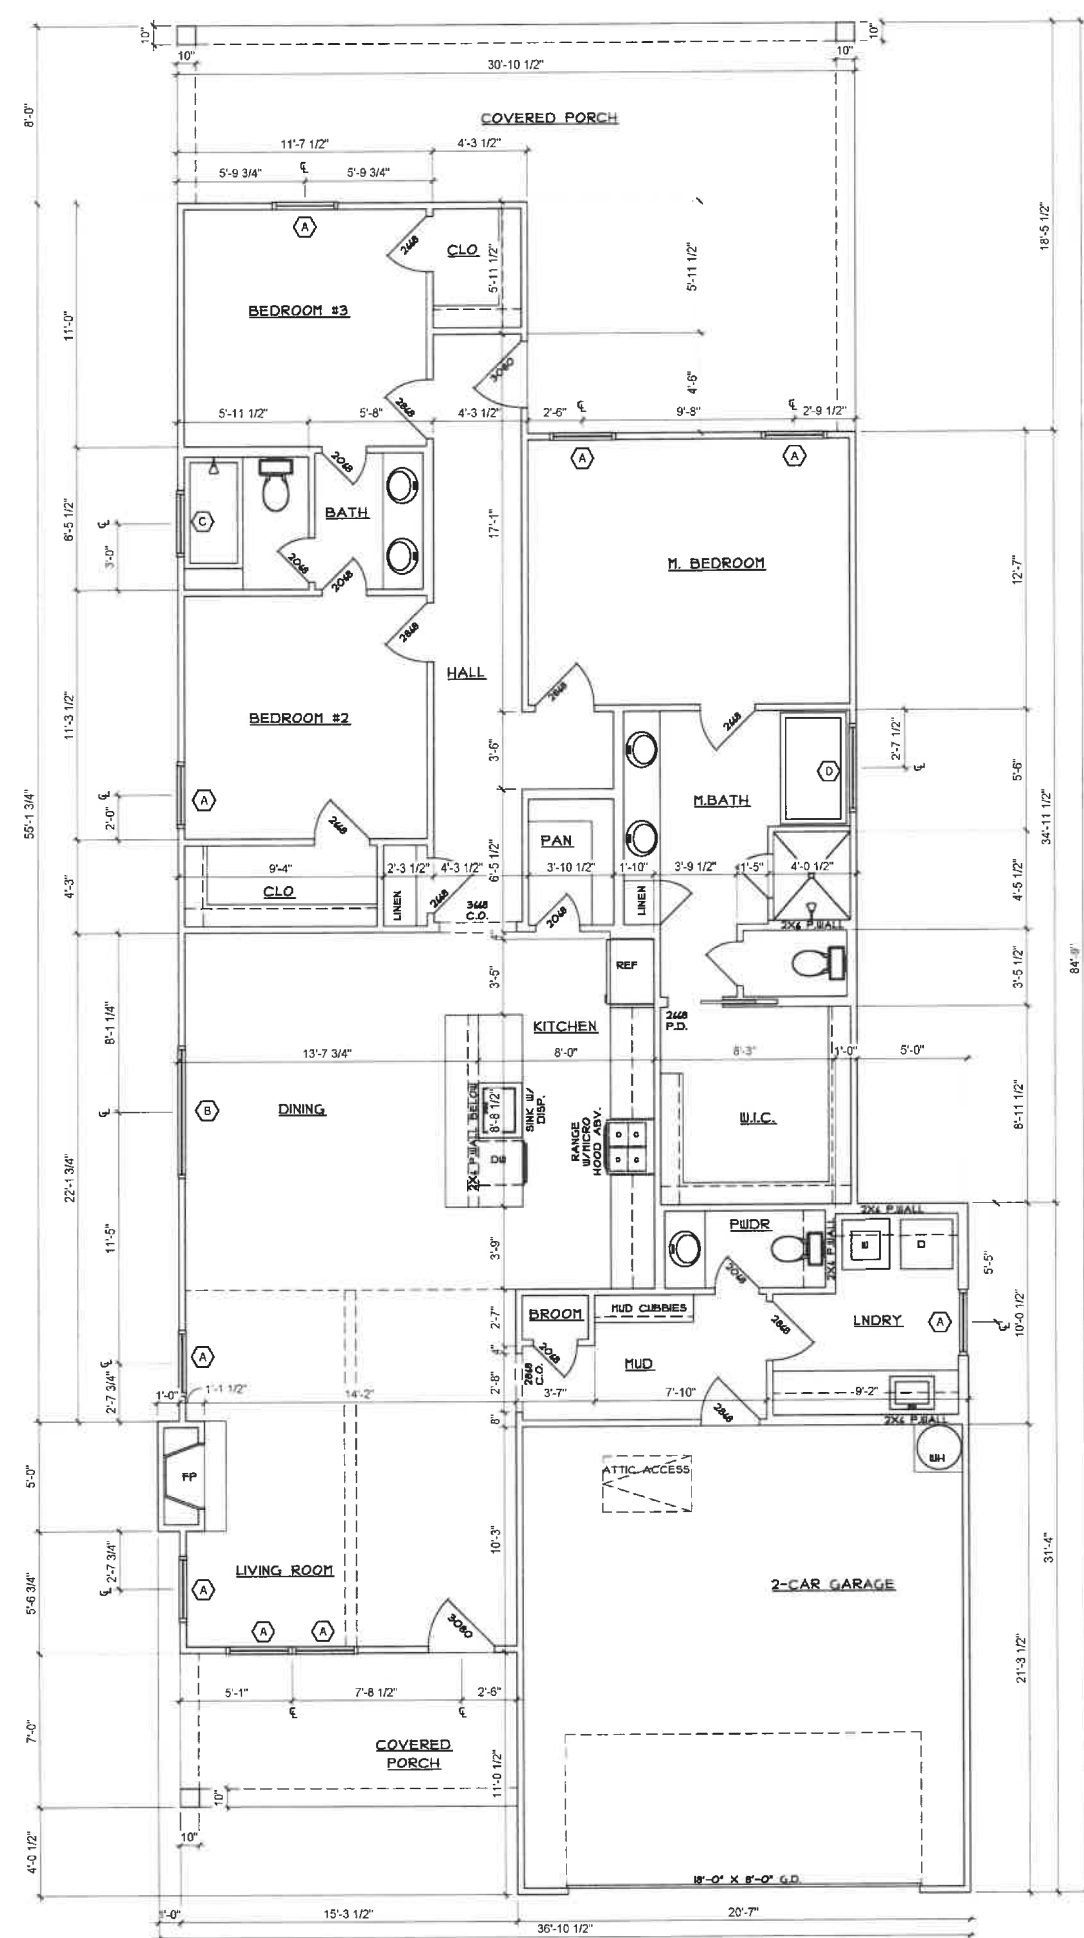 10"
10"
10"
10"
30'-10 1/2"
8'-0"
COVERED PORCH
11'-7 1/2"
4'-3 1/2"
5'-9 3/4"
5'-9 3/4"
18'-5 1/2"
A
2668
CLO
5'-11 1/2"
5'-11 1/2"
BEDROOM #3
11'-0"
3080
4'-6"
2868
5'-11 1/2"
5'-8"
4'-3 1/2"
2'-6"
9'-8"
2'-9 1/2"
A
A
2068
BATH
C
6'-5 1/2"
3'-0"
17'-1"
2068
2068
M. BEDROOM
12'-7"
2868
HALL
2868
BEDROOM #2
11'-3 1/2"
2668
2'-7 1/2"
3'-6"
5'-6"
D
M.BATH
A
2'-0"
55'-1 3/4"
34'-11 1/2"
2668
PAN
6'-5 1/2"
9'-4"
2'-3 1/2"
4'-3 1/2"
3'-10 1/2"
1'-10"
3'-9 1/2"
1'-5"
4'-0 1/2"
4'-3"
CLO
LINEN
2668
3668
C.O.
2068
LINEN
4'-5 1/2"
2X6 P.WALL
4"
3'-5"
REF
3'-5 1/2"
84'-9"
8'-1 1/4"
KITCHEN
2668
P.D.
13'-7 3/4"
8'-0"
8'-3"
1'-0"
5'-0"
B
DINING
2X6 P.WALL BELOW
8'-8 1/2"
SINK W/
DISP.
DW
RANGE
W/MICRO
HOOD ABV.
W.I.C.
8'-11 1/2"
22'-1 3/4"
11'-5"
3'-9"
PWDR
2X6 P.WALL
2X6 P.WALL
D
5'-5"
2068
BROOM
MUD CUBBIES
2'-7"
2868
LNDRY
A
10'-0 1/2"
A
4"
2068
MUD
2868
C.O.
2'-8"
2'-7 3/4"
1'-0"
1'-1 1/2"
14'-2"
3'-7"
7'-10"
9'-2"
8"
2868
2X6 P.WALL
FP
5'-0"
ATTIC ACCESS
WH
10'-3"
31'-4"
LIVING ROOM
2-CAR GARAGE
2'-7 3/4"
5'-6 3/4"
A
A
A
3080
21'-3 1/2"
5'-1"
7'-8 1/2"
2'-6"
7'-0"
COVERED
PORCH
11'-0 1/2"
10"
10"
4'-0 1/2"
18'-0" X 8'-0" G.D.
1'-0"
15'-3 1/2"
20'-7"
36'-10 1/2"